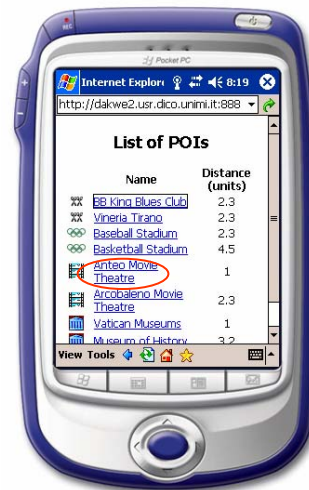 REC
Pocket PC
Internet Explor 8:19
http://dakwe2.usr.dico.unimi.it:888
List of POIs
Name Distance (units)
BB King Blues Club 2.3
Vineria Tirano 2.3
Baseball Stadium 2.3
Basketball Stadium 4.5
Anteo Movie Theatre 1
Arcobaleno Movie Theatre 2.3
Vatican Museums 1
Museum of History 3.2
View Tools